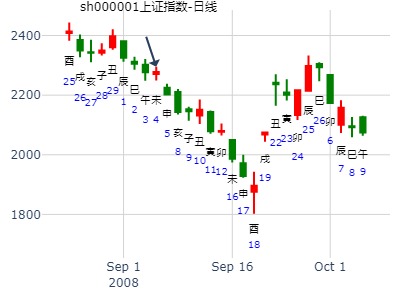 sh000001上证指数-日线
2400
2200
2000
1800
酉 戌 亥 子 丑 辰 巳 午 未 申 亥 子 丑 寅 卯 未 申 酉 戌 丑 寅 卯 辰 巳 卯 辰 巳 午
25 26 27 28 29 1 2 3 4 5 8 9 10 11 12 16 17 18 19 22 23 24 25 26 6 7 8 9
Sep 1 Sep 16 Oct 1
2008